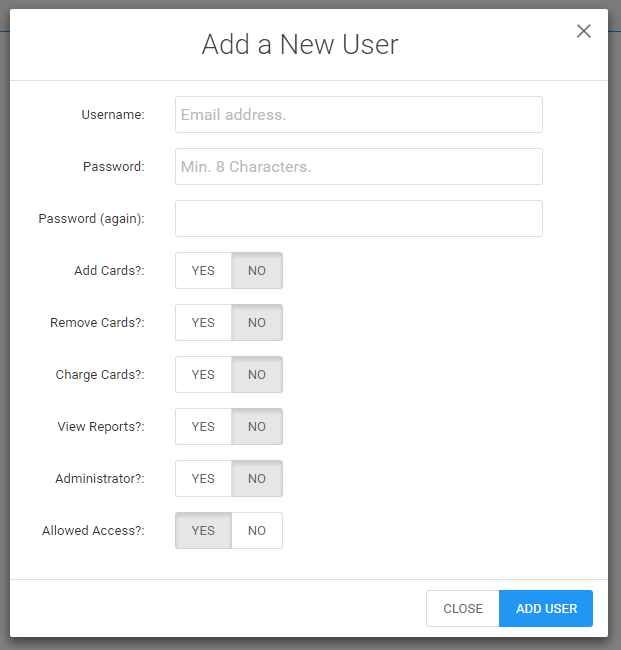 Add a New User
Username: Email address.
Password: Min. 8 Characters.
Password (again):
Add Cards?: YES NO
Remove Cards?: YES NO
Charge Cards?: YES NO
View Reports?: YES NO
Administrator?: YES NO
Allowed Access?: YES NO
CLOSE ADD USER